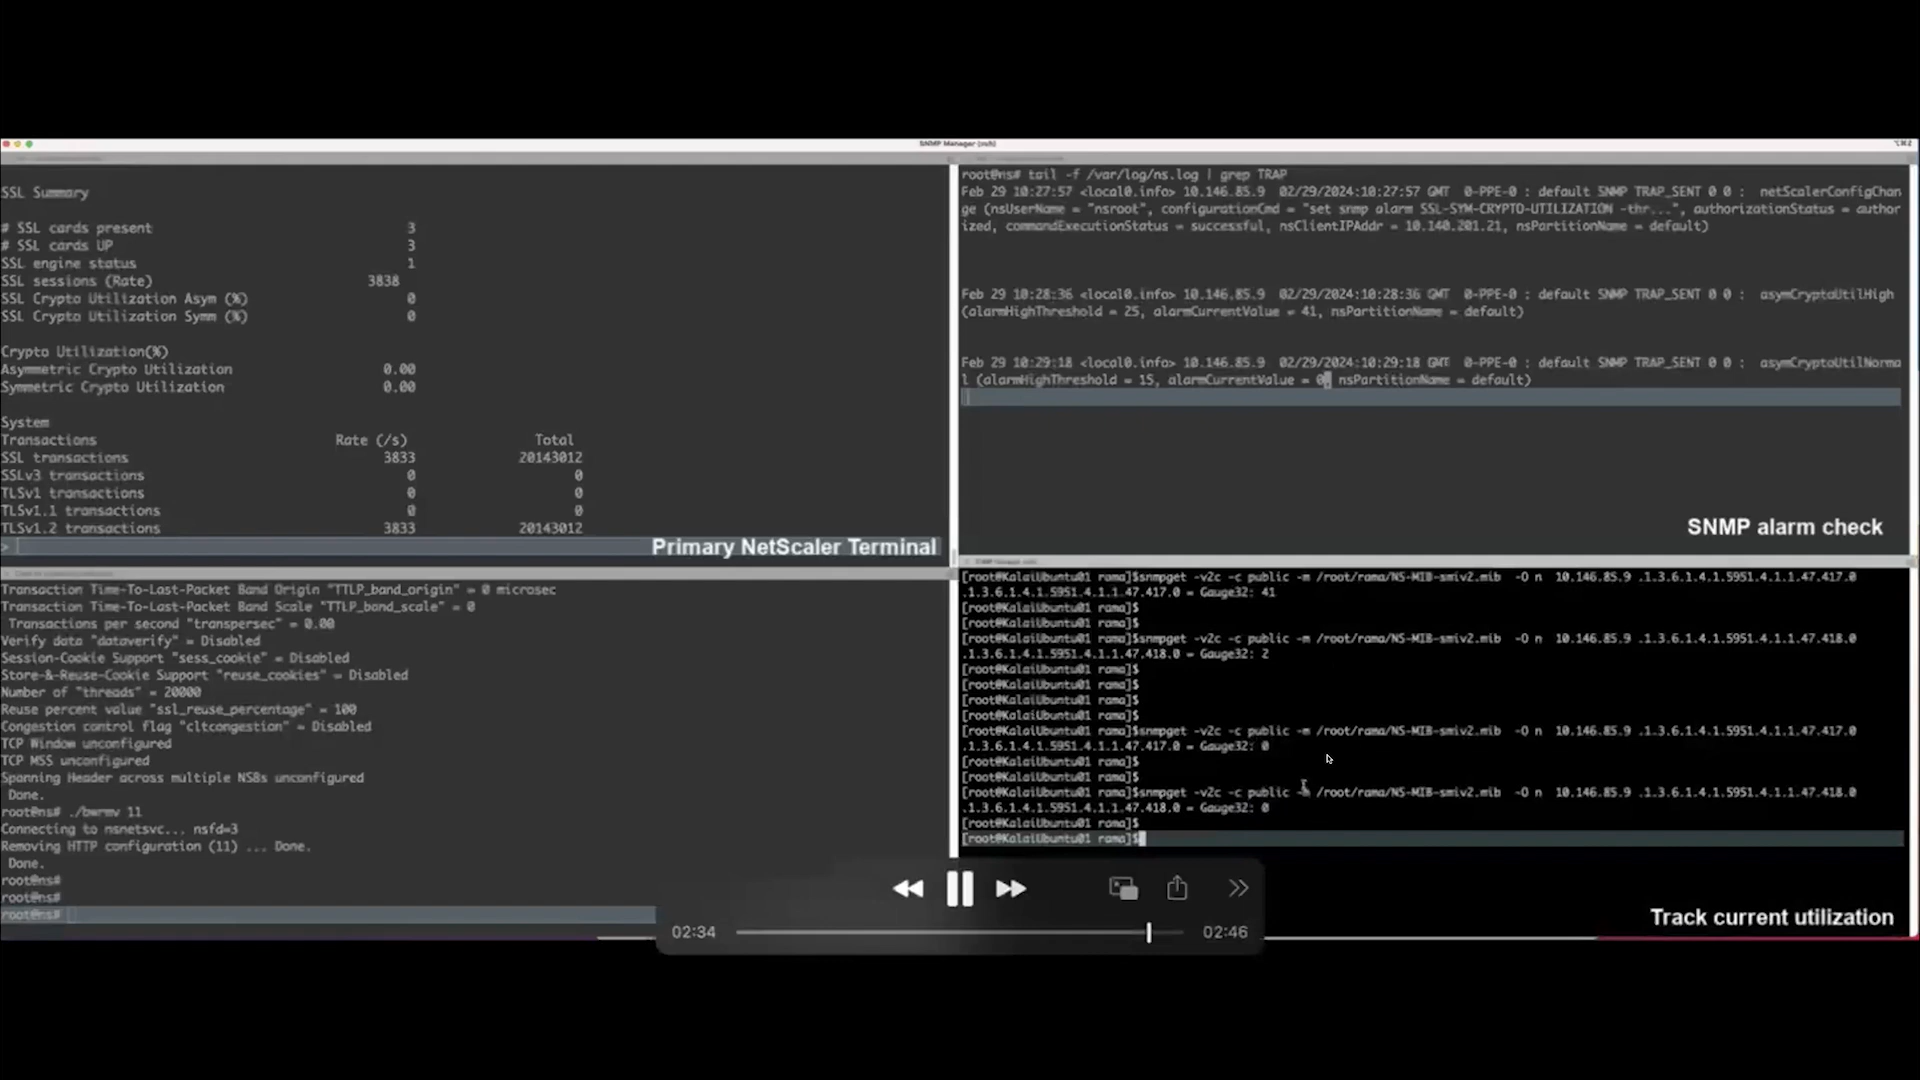 SNMP Manager (ssh)
SSL Summary
# SSL cards present 3
# SSL cards UP 3
SSL engine status 1
SSL sessions (Rate) 3838
SSL Crypto Utilization Asym (%) 0
SSL Crypto Utilization Symm (%) 0
Crypto Utilization(%)
Asymmetric Crypto Utilization 0.00
Symmetric Crypto Utilization 0.00
System
Transactions Rate (/s) Total
SSL transactions 3833 20143012
SSLv3 transactions 0 0
TLSv1 transactions 0 0
TLSv1.1 transactions 0 0
TLSv1.2 transactions 3833 20143012
>
Primary NetScaler Terminal
root@ns# tail -f /var/log/ns.log | grep TRAP
Feb 29 10:27:57 <local0.info> 10.146.85.9 02/29/2024:10:27:57 GMT 0-PPE-0 : default SNMP TRAP_SENT 0 0 : netScalerConfigChan
ge (nsUserName = "nsroot", configurationCmd = "set snmp alarm SSL-SYM-CRYPTO-UTILIZATION -thr...", authorizationStatus = author
ized, commandExecutionStatus = successful, nsClientIPAddr = 10.140.201.21, nsPartitionName = default)
Feb 29 10:28:36 <local0.info> 10.146.85.9 02/29/2024:10:28:36 GMT 0-PPE-0 : default SNMP TRAP_SENT 0 0 : asymCryptoUtilHigh
(alarmHighThreshold = 25, alarmCurrentValue = 41, nsPartitionName = default)
Feb 29 10:29:18 <local0.info> 10.146.85.9 02/29/2024:10:29:18 GMT 0-PPE-0 : default SNMP TRAP_SENT 0 0 : asymCryptoUtilNorma
l (alarmHighThreshold = 15, alarmCurrentValue = 0, nsPartitionName = default)
SNMP alarm check
Transaction Time-To-Last-Packet Band Origin "TTLP_band_origin" = 0 microsec
Transaction Time-To-Last-Packet Band Scale "TTLP_band_scale" = 0
Transactions per second "transpersec" = 0.00
Verify data "dataverify" = Disabled
Session-Cookie Support "sess_cookie" = Disabled
Store-&-Reuse-Cookie Support "reuse_cookies" = Disabled
Number of "threads" = 20000
Reuse percent value "ssl_reuse_percentage" = 100
Congestion control flag "cltcongestion" = Disabled
TCP Window unconfigured
TCP MSS unconfigured
Spanning Header across multiple NSBs unconfigured
Done.
root@ns# ./bwrmv 11
Connecting to nsnetsvc... nsfd=3
Removing HTTP configuration (11) ... Done.
Done.
root@ns#
root@ns#
root@ns#
[root@KalaiUbuntu01 rama]$snmpget -v2c -c public -m /root/rama/NS-MIB-smiv2.mib -O n 10.146.85.9 .1.3.6.1.4.1.5951.4.1.1.47.417.0
.1.3.6.1.4.1.5951.4.1.1.47.417.0 = Gauge32: 41
[root@KalaiUbuntu01 rama]$
[root@KalaiUbuntu01 rama]$
[root@KalaiUbuntu01 rama]$snmpget -v2c -c public -m /root/rama/NS-MIB-smiv2.mib -O n 10.146.85.9 .1.3.6.1.4.1.5951.4.1.1.47.418.0
.1.3.6.1.4.1.5951.4.1.1.47.418.0 = Gauge32: 2
[root@KalaiUbuntu01 rama]$
[root@KalaiUbuntu01 rama]$
[root@KalaiUbuntu01 rama]$
[root@KalaiUbuntu01 rama]$
[root@KalaiUbuntu01 rama]$snmpget -v2c -c public -m /root/rama/NS-MIB-smiv2.mib -O n 10.146.85.9 .1.3.6.1.4.1.5951.4.1.1.47.417.0
.1.3.6.1.4.1.5951.4.1.1.47.417.0 = Gauge32: 0
[root@KalaiUbuntu01 rama]$
[root@KalaiUbuntu01 rama]$
[root@KalaiUbuntu01 rama]$snmpget -v2c -c public -m /root/rama/NS-MIB-smiv2.mib -O n 10.146.85.9 .1.3.6.1.4.1.5951.4.1.1.47.418.0
.1.3.6.1.4.1.5951.4.1.1.47.418.0 = Gauge32: 0
[root@KalaiUbuntu01 rama]$
[root@KalaiUbuntu01 rama]$
Track current utilization
02:34 02:46